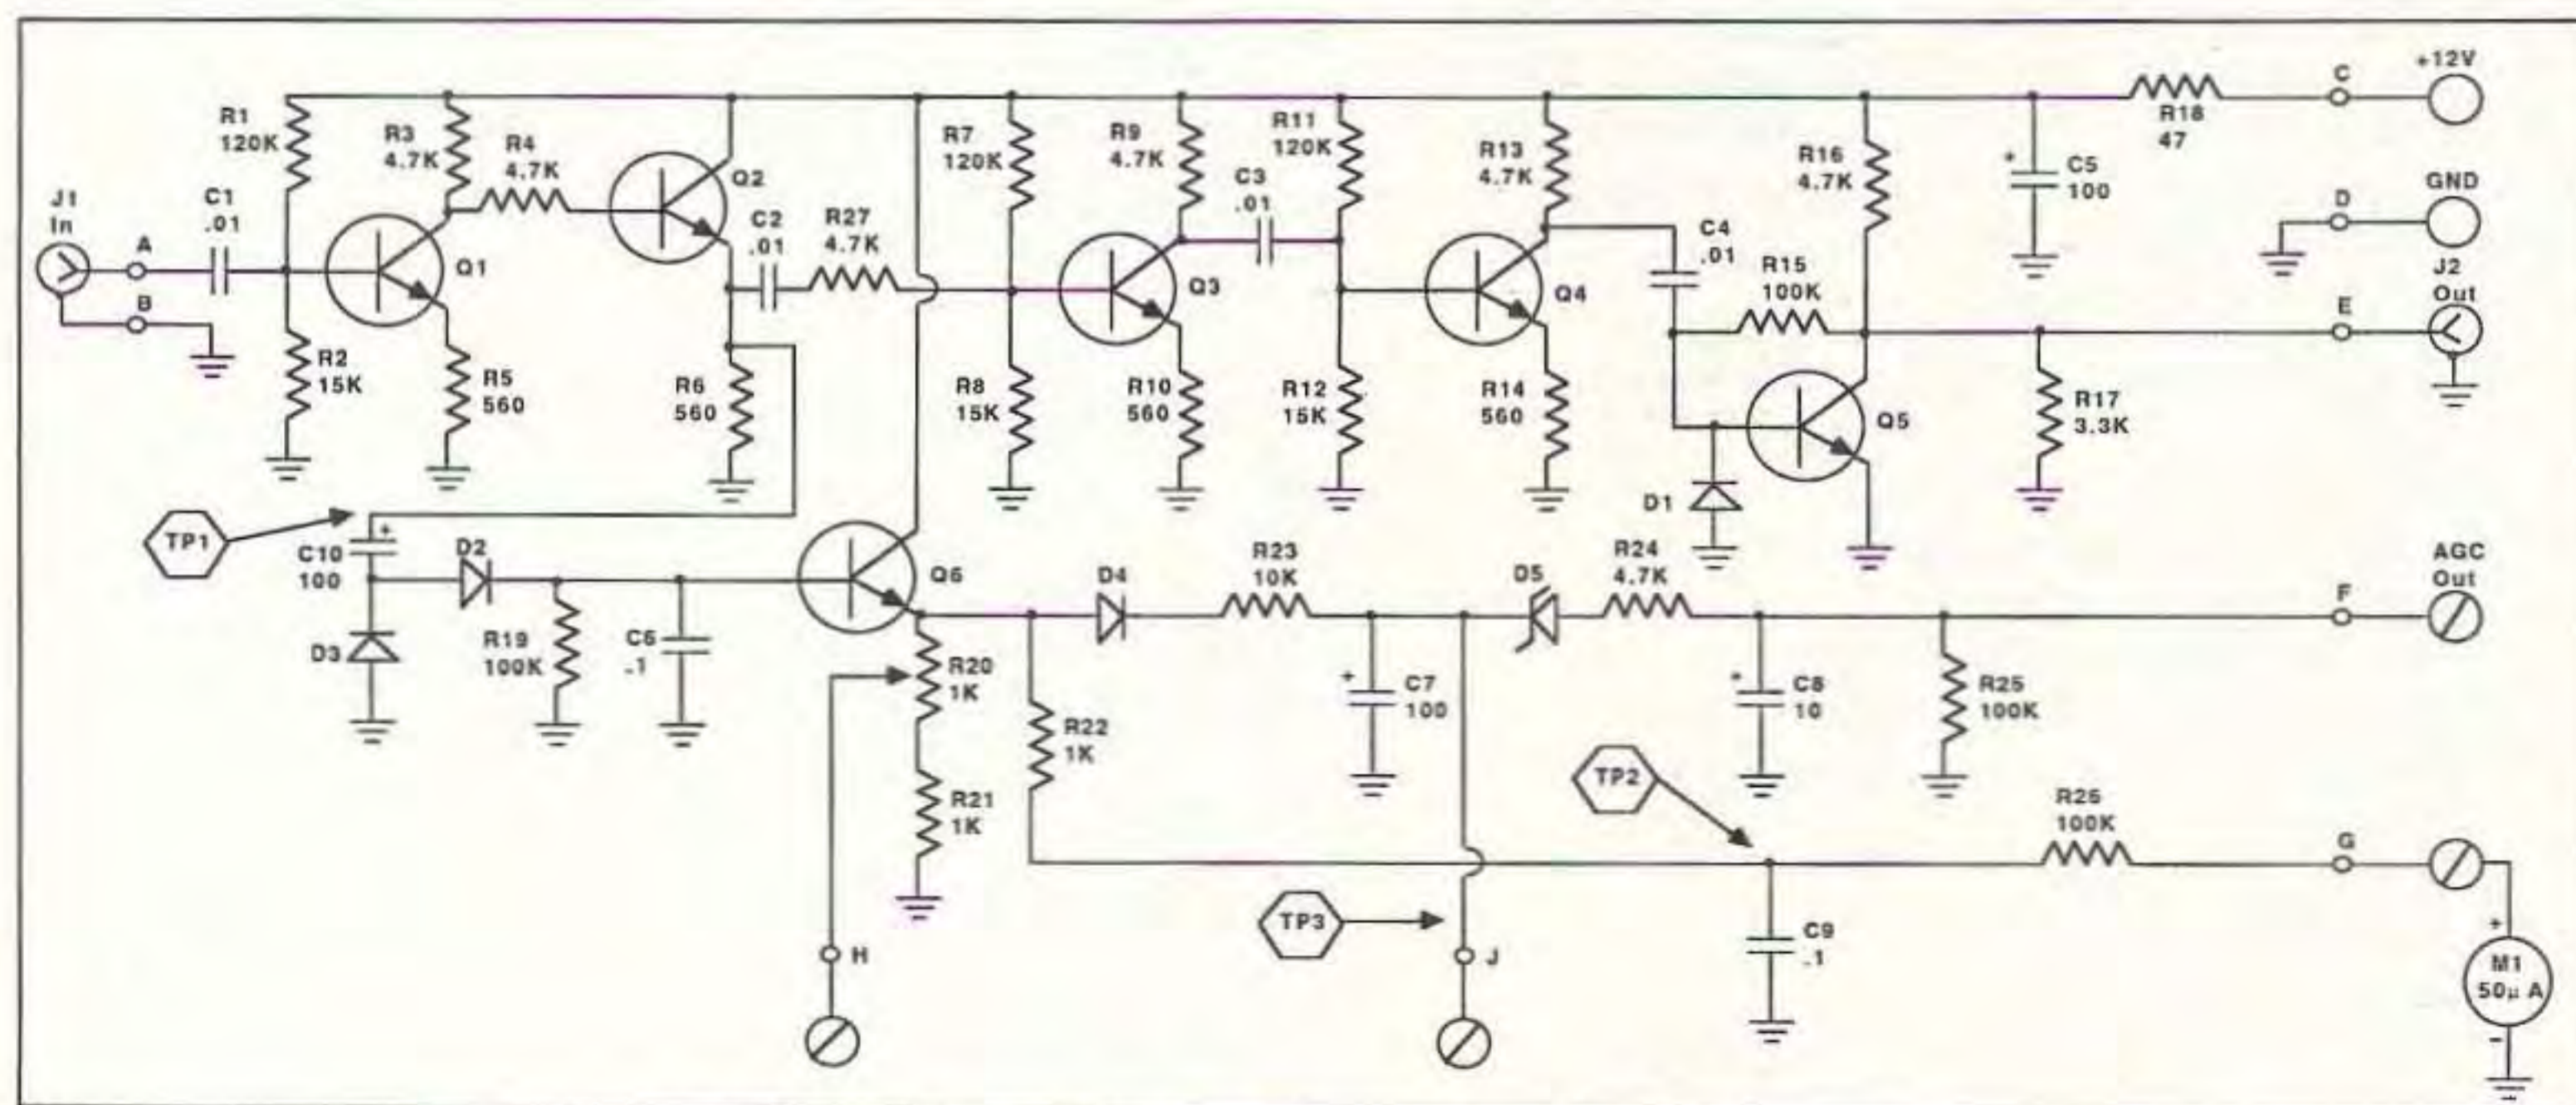 +12V
C
R18
47
R1
120K
R3
4.7K
R4
4.7K
Q2
R7
120K
R9
4.7K
R11
120K
R13
4.7K
R16
4.7K
+
C5
100
GND
D
J1
In
A
B
C1
.01
Q1
C2
.01
R27
4.7K
C3
.01
Q3
Q4
C4
.01
R15
100K
J2
Out
E
R2
15K
R5
560
R6
560
R8
15K
R10
560
R12
15K
R14
560
Q5
R17
3.3K
D1
TP1
+
C10
100
D2
D3
R19
100K
C6
.1
Q6
D4
R23
10K
D5
R24
4.7K
AGC
Out
F
R20
1K
R21
1K
R22
1K
+
C7
100
+
C8
10
R25
100K
TP2
R26
100K
G
TP3
H
J
C9
.1
+
M1
50μ A
-